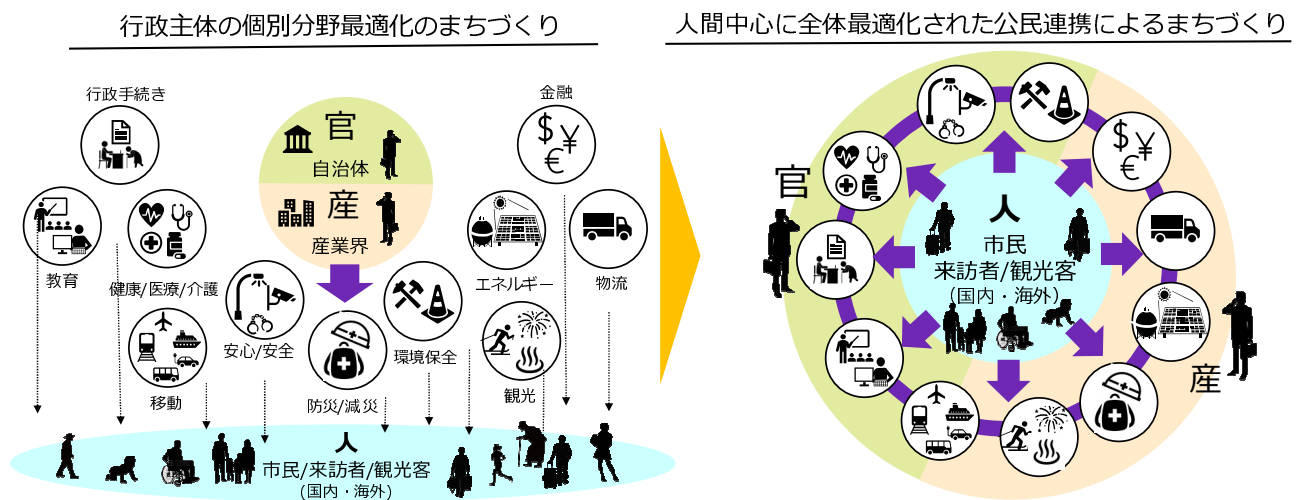 行政主体の個別分野最適化のまちづくり
行政手続き
教育
健康/医療/介護
移動
官
自治体
産
産業界
安心/安全
防災/減災
環境保全
金融
$ ¥
€
エネルギー
物流
観光
人
市民/来訪者/観光客
(国内・海外)
人間中心に全体最適化された公民連携によるまちづくり
官
$ ¥
€
人
市民
来訪者/観光客
(国内・海外)
産